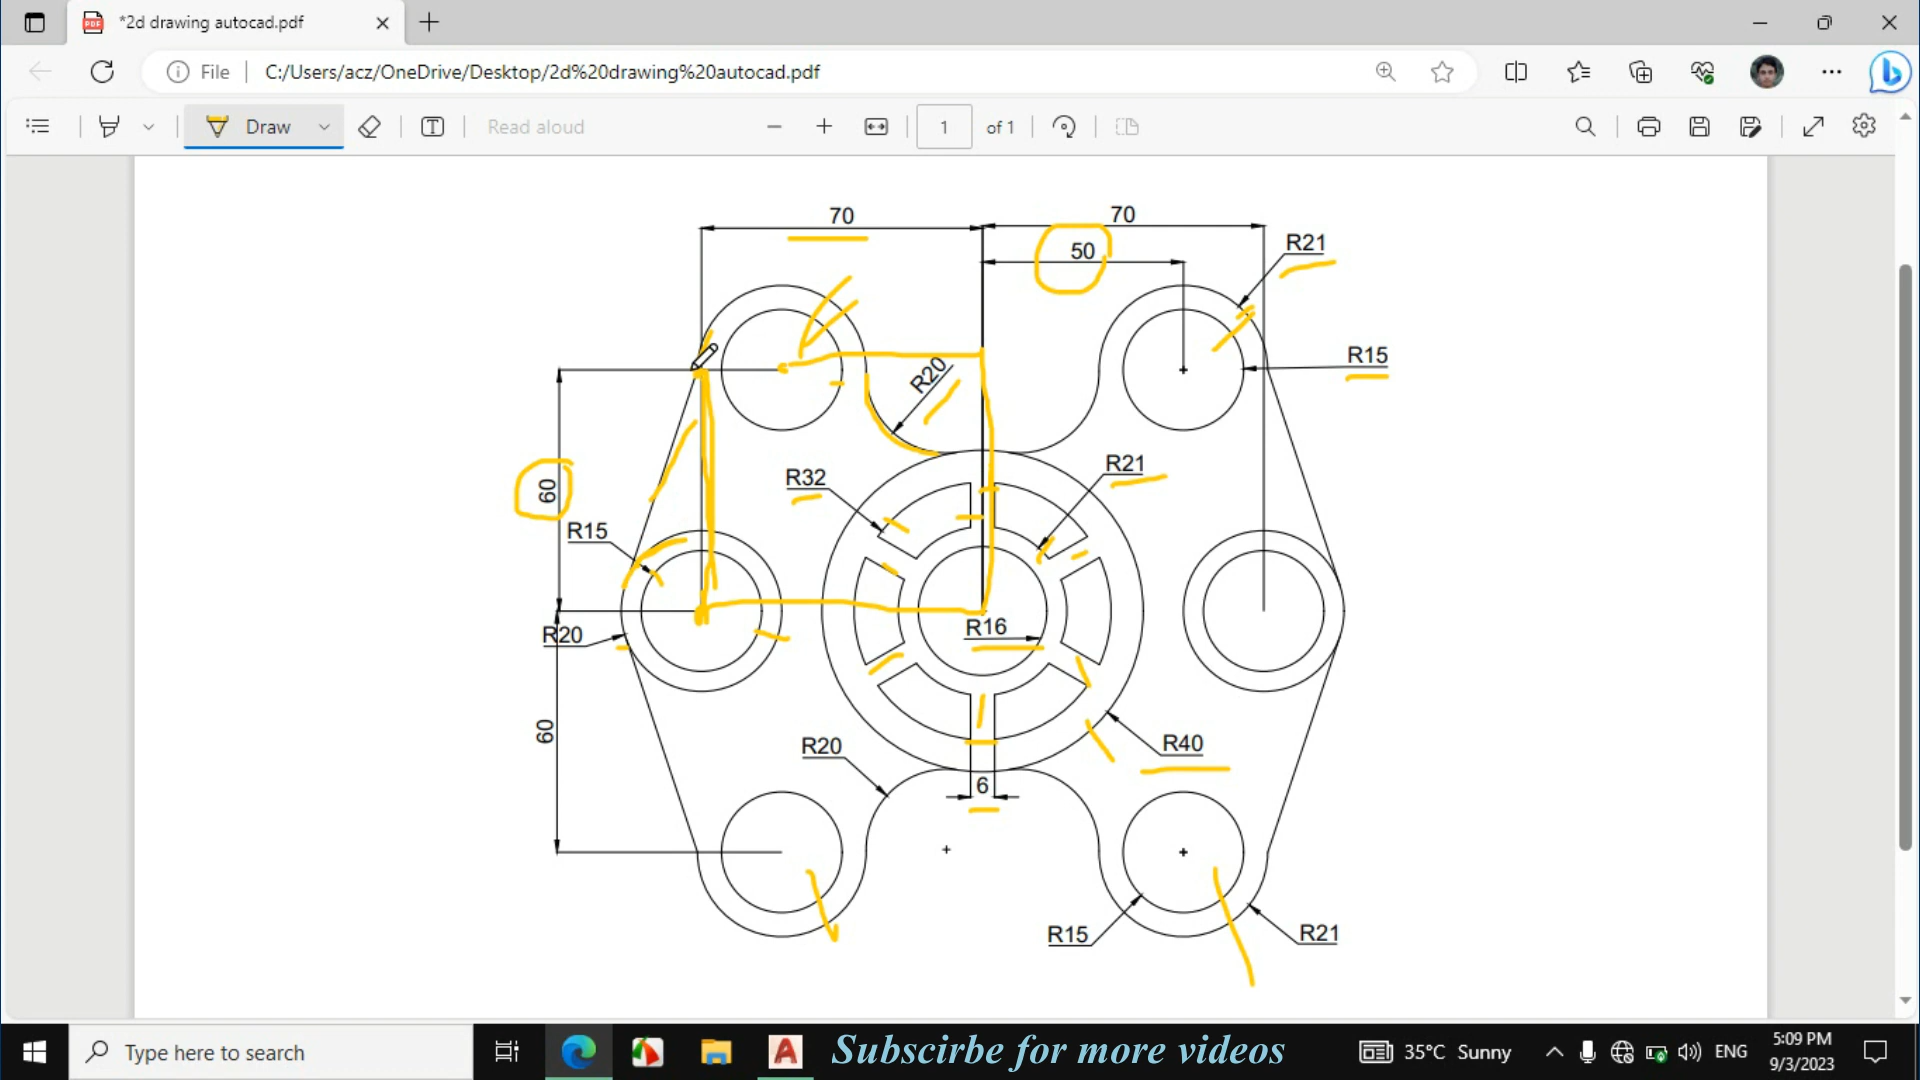 *2d drawing autocad.pdf
File
C:/Users/acz/OneDrive/Desktop/2d%20drawing%20autocad.pdf
Draw
T
Read aloud
1
of 1
70
70
50
R21
R20
R15
60
R32
R21
R15
R16
R20
60
R20
R40
6
R15
R21
Type here to search
Subscirbe for more videos
35°C Sunny
ENG
5:09 PM
9/3/2023